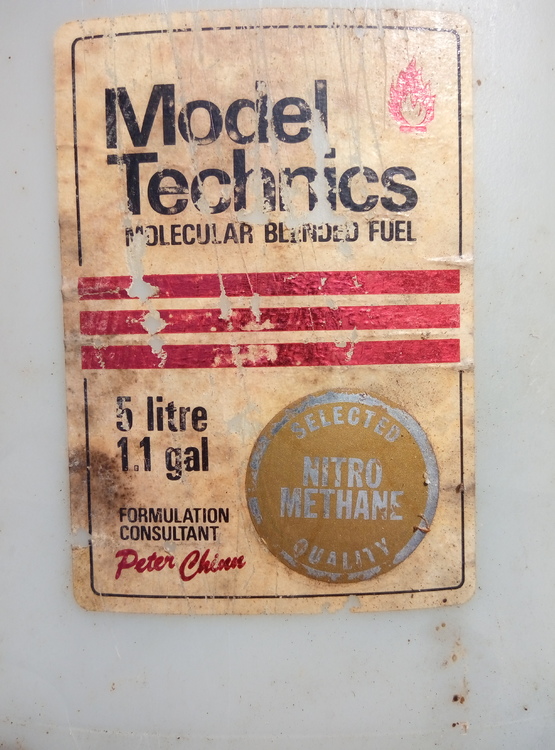 Model
Technics
MOLECULAR BLENDED FUEL
5 litre
1.1 gal
FORMULATION
CONSULTANT
Peter Chinn
SELECTED
NITRO
METHANE
QUALITY